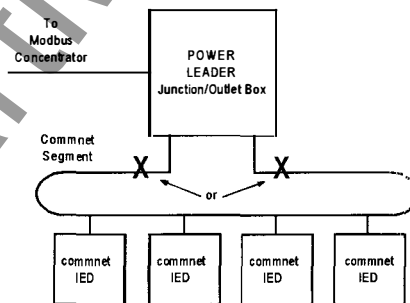 To
Modbus
Concentrator
POWER
LEADER
Junction/Outlet Box
Commnet
Segment
X
X
or
commnet
IED
commnet
IED
commnet
IED
commnet
IED